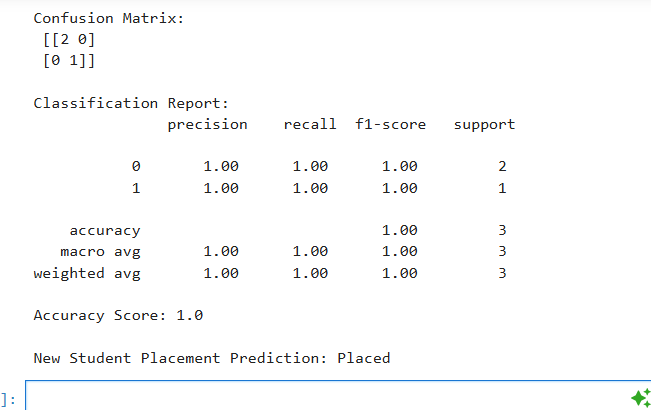 Confusion Matrix:
[[2 0]
[0 1]]
Classification Report:
precision recall f1-score support
0 1.00 1.00 1.00 2
1 1.00 1.00 1.00 1
accuracy 1.00 3
macro avg 1.00 1.00 1.00 3
weighted avg 1.00 1.00 1.00 3
Accuracy Score: 1.0
New Student Placement Prediction: Placed
]: